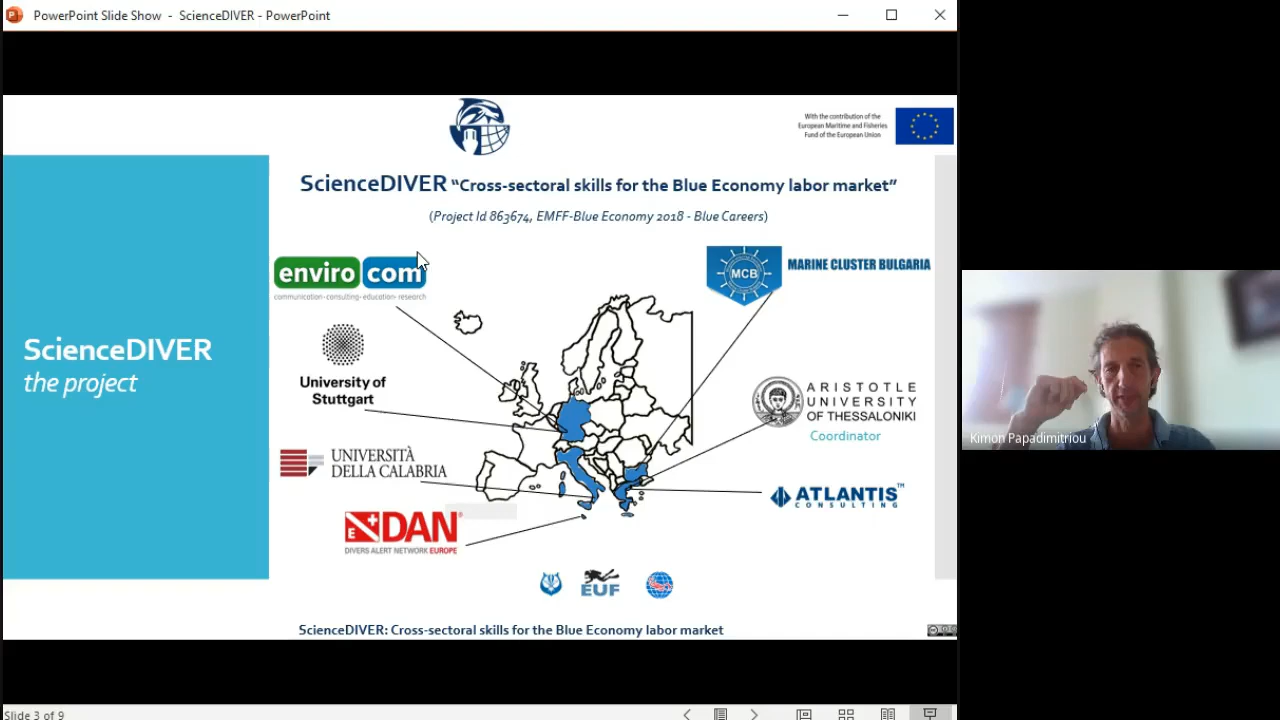 PowerPoint Slide Show - ScienceDIVER - PowerPoint
With the contribution of the
European Maritime and Fisheries
Fund of the European Union
ScienceDIVER “Cross-sectoral skills for the Blue Economy labor market”
(Project Id 863674, EMFF-Blue Economy 2018 - Blue Careers)
ScienceDIVER
the project
enviro com
communication-consulting-education-research
MCB
MARINE CLUSTER BULGARIA
University of
Stuttgart
ARISTOTLE
UNIVERSITY
OF THESSALONIKI
Coordinator
UNIVERSITÀ
DELLA CALABRIA
ATLANTIS™
CONSULTING
DAN
DIVERS ALERT NETWORK EUROPE
EUF
ScienceDIVER: Cross-sectoral skills for the Blue Economy labor market
Kimon Papadimitriou
Slide 3 of 9